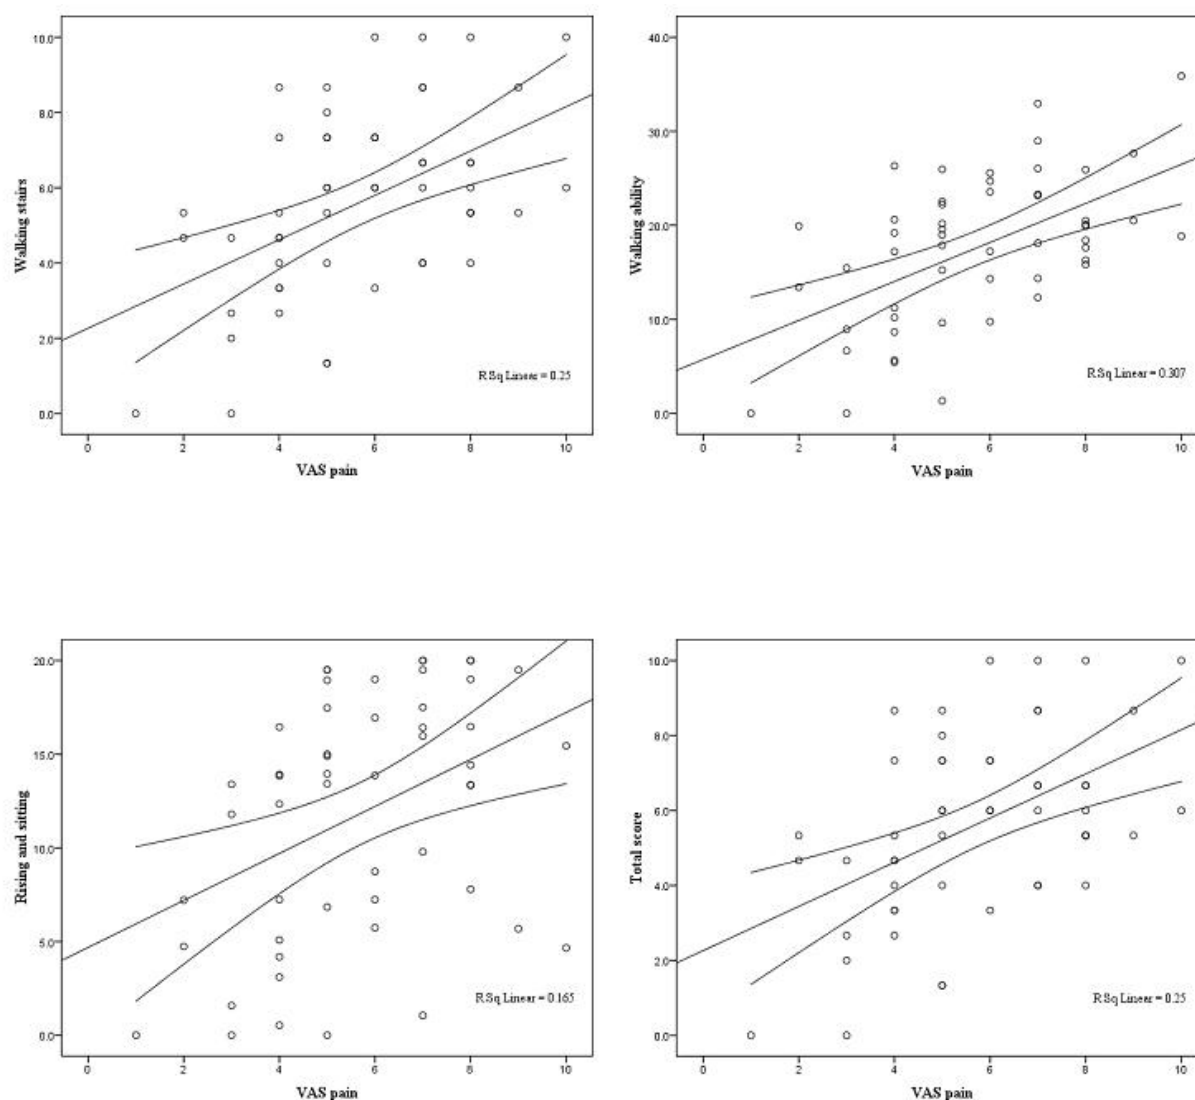 10.0
8.0
6.0
4.0
2.0
0.0
Walking stairs
R Sq Linear = 0.25
0 2 4 6 8 10
VAS pain
40.0
30.0
20.0
10.0
0.0
Walking ability
R Sq Linear = 0.307
0 2 4 6 8 10
VAS pain
20.0
15.0
10.0
5.0
0.0
Rising and sitting
R Sq Linear = 0.165
0 2 4 6 8 10
VAS pain
10.0
8.0
6.0
4.0
2.0
0.0
Total score
R Sq Linear = 0.25
0 2 4 6 8 10
VAS pain